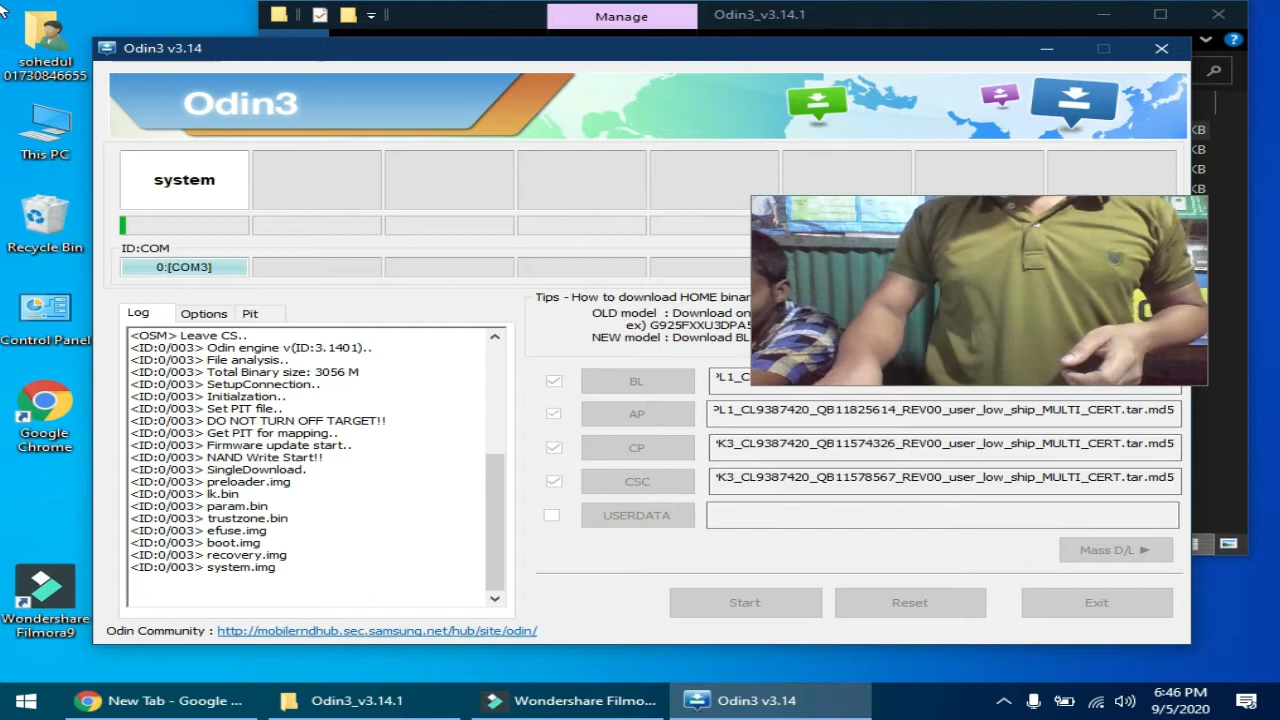 Manage
Odin3_v3.14.1
sohedul
01730846655
This PC
Recycle Bin
Control Panel
Google
Chrome
Wondershare
Filmora9
Odin3 v3.14
Odin3
system
ID:COM
0:[COM3]
Log
Options
Pit
<OSM> Leave CS..
<ID:0/003> Odin engine v(ID:3.1401)..
<ID:0/003> File analysis..
<ID:0/003> Total Binary size: 3056 M
<ID:0/003> SetupConnection..
<ID:0/003> Initialzation..
<ID:0/003> Set PIT file..
<ID:0/003> DO NOT TURN OFF TARGET!!
<ID:0/003> Get PIT for mapping..
<ID:0/003> Firmware update start..
<ID:0/003> NAND Write Start!!
<ID:0/003> SingleDownload.
<ID:0/003> preloader.img
<ID:0/003> lk.bin
<ID:0/003> param.bin
<ID:0/003> trustzone.bin
<ID:0/003> efuse.img
<ID:0/003> boot.img
<ID:0/003> recovery.img
<ID:0/003> system.img
Tips - How to download HOME
OLD model : Download
ex)
NEW model : Download
BL
AP
PL1_CL9387420_QB11825614_REV00_user_low_ship_MULTI_CERT.tar.md5
CP
K3_CL9387420_QB11574326_REV00_user_low_ship_MULTI_CERT.tar.md5
CSC
K3_CL9387420_QB11578567_REV00_user_low_ship_MULTI_CERT.tar.md5
USERDATA
Mass D/L ►
Start
Reset
Exit
Odin Community : http://mobilerndhub.sec.samsung.net/hub/site/odin/
KB
KB
KB
KB
New Tab - Google ...
Odin3_v3.14.1
Wondershare Filmo...
Odin3 v3.14
6:46 PM
9/5/2020